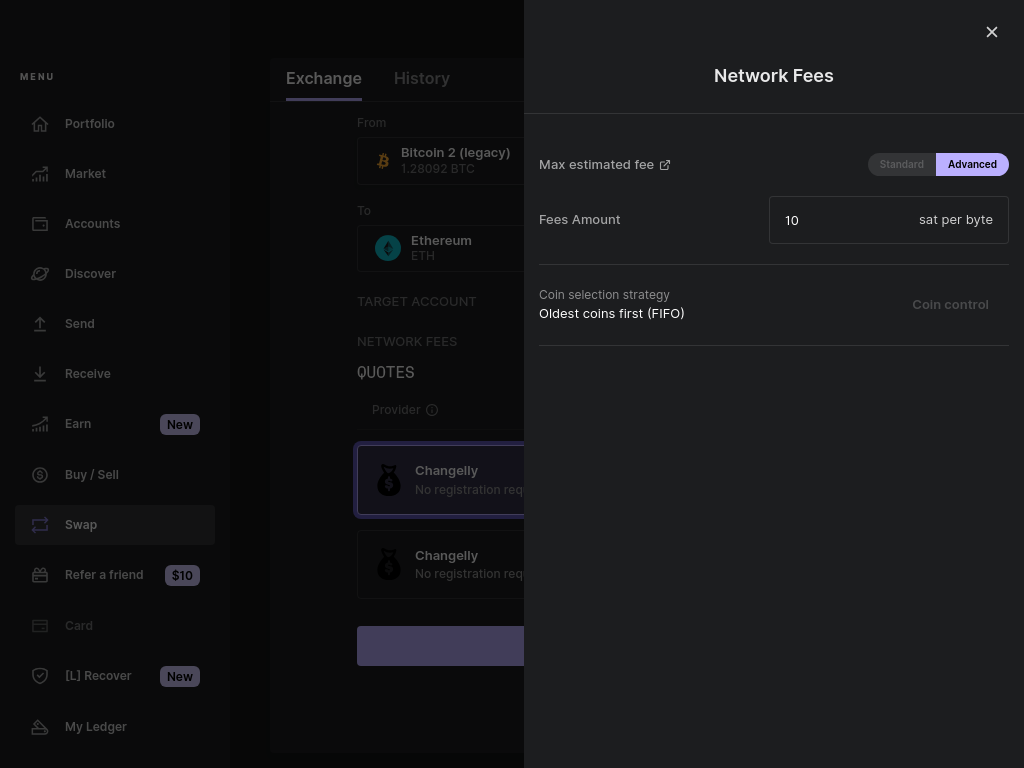 MENU
Portfolio
Market
Accounts
Discover
Send
Receive
Earn New
Buy / Sell
Swap
Refer a friend $10
Card
[L] Recover New
My Ledger
Exchange History
From
Bitcoin 2 (legacy)
1.28092 BTC
To
Ethereum
ETH
TARGET ACCOUNT
NETWORK FEES
QUOTES
Provider
Changelly
No registration req
Changelly
No registration req
Network Fees
Max estimated fee Standard Advanced
Fees Amount 10 sat per byte
Coin selection strategy
Oldest coins first (FIFO)
Coin control